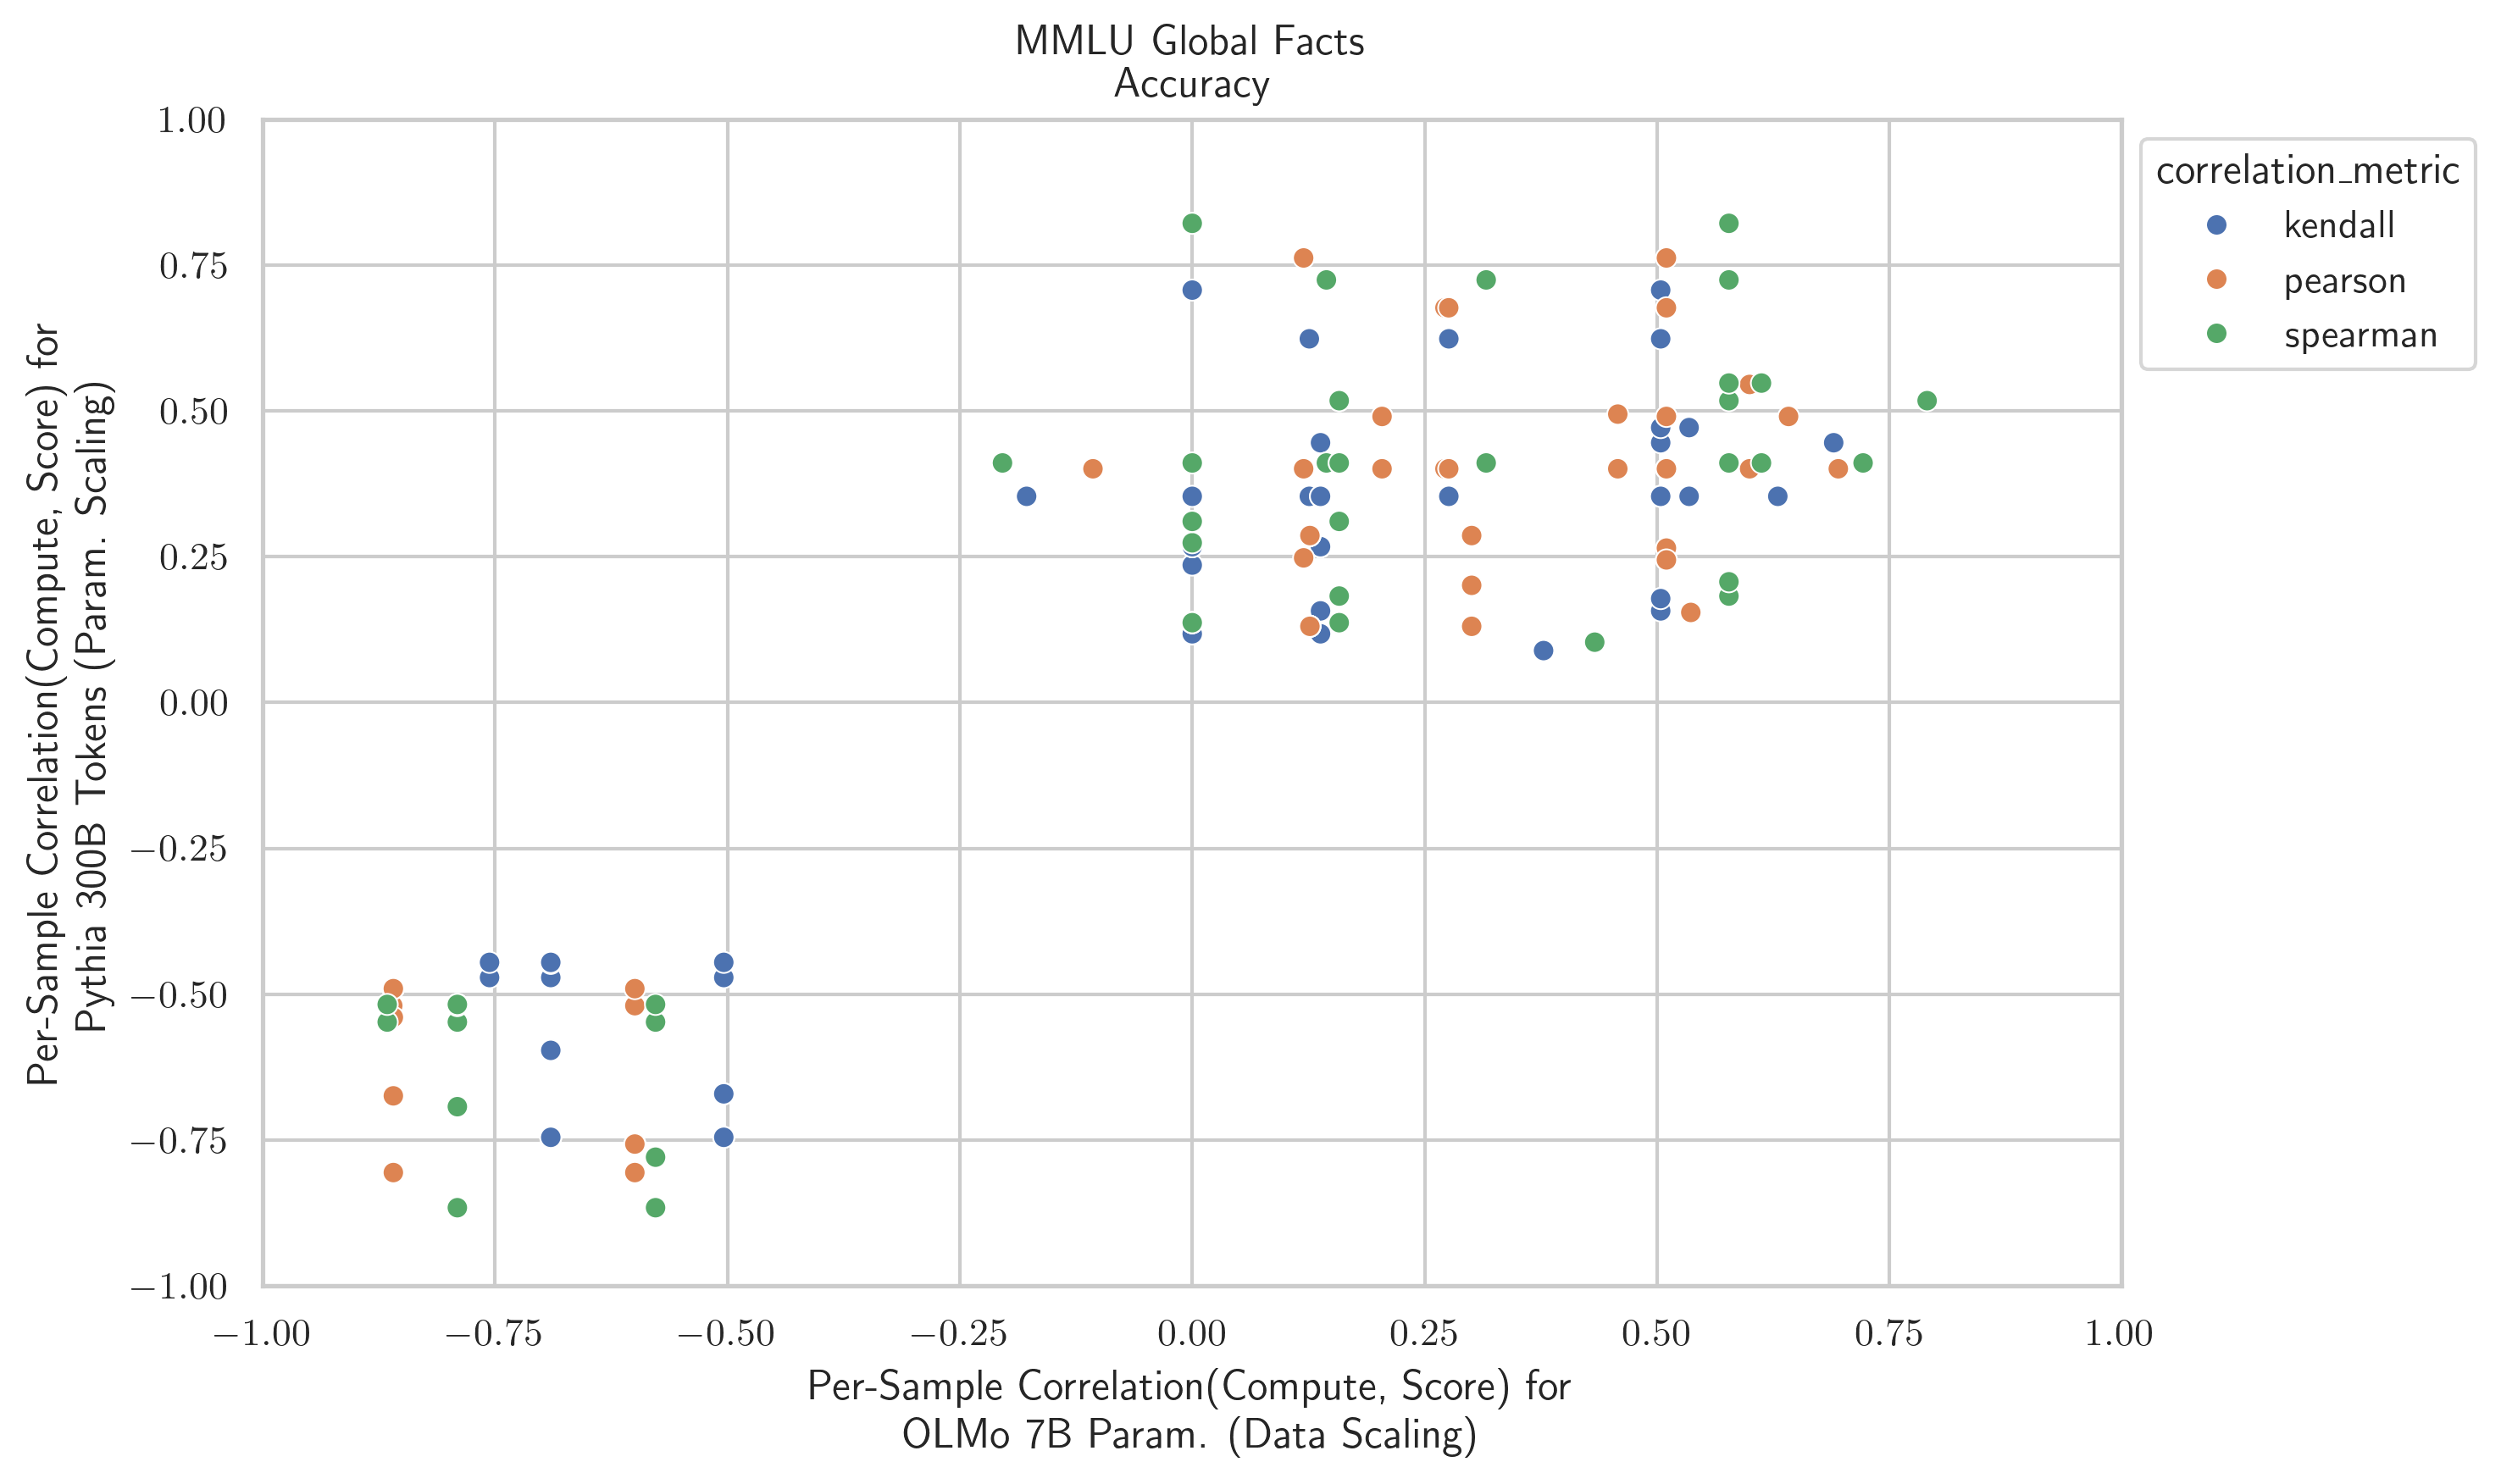 MMLU Global Facts
Accuracy
Per-Sample Correlation(Compute, Score) for
Pythia 300B Tokens (Param. Scaling)
1.00
0.75
0.50
0.25
0.00
−0.25
−0.50
−0.75
−1.00
−1.00
−0.75
−0.50
−0.25
0.00
0.25
0.50
0.75
1.00
Per-Sample Correlation(Compute, Score) for
OLMo 7B Param. (Data Scaling)
correlation_metric
kendall
pearson
spearman